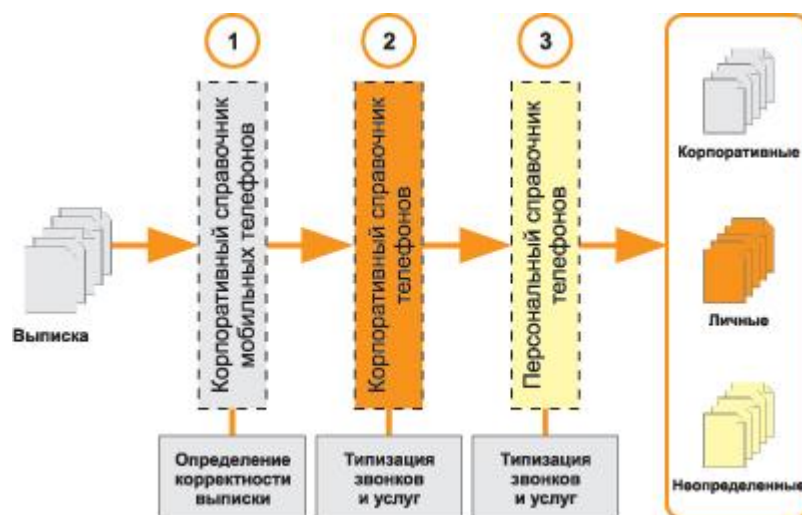 1
2
3
Корпоративный справочник
мобильных телефонов
Корпоративный справочник
телефонов
Персональный справочник
телефонов
Выписка
Определение
корректности
выписки
Типизация
звонков
и услуг
Типизация
звонков
и услуг
Корпоративные
Личные
Неопределенные